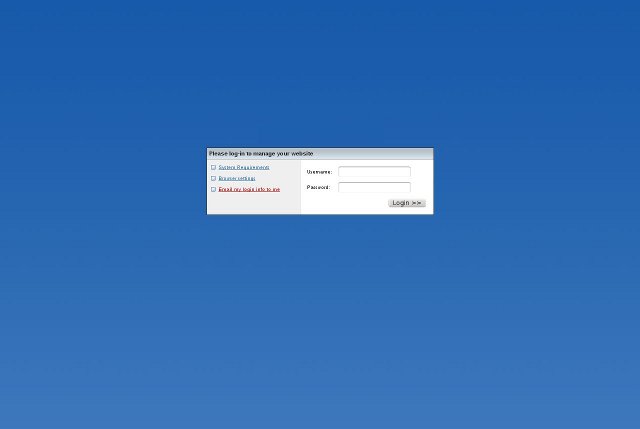 Please log-in to manage your website
System Requirements
Browser settings
Email my login info to me
Username:
Password:
Login >>